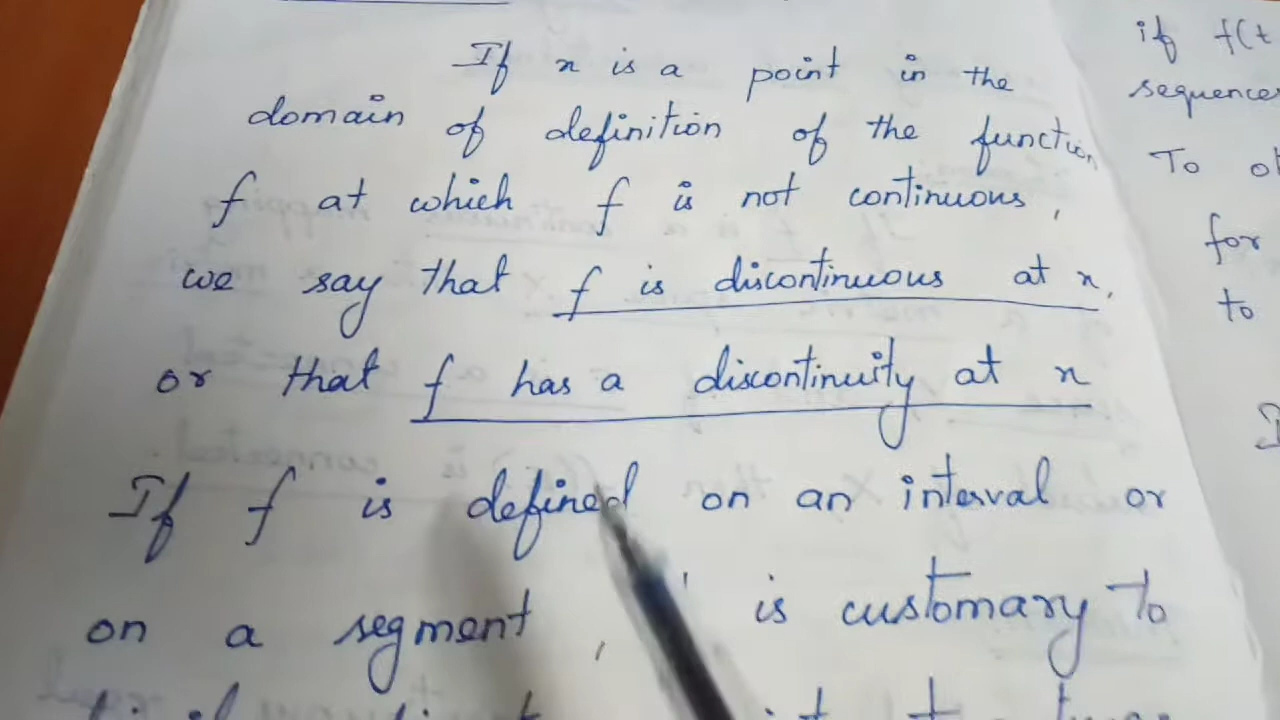 If x is a point in the
domain of definition of the function
f at which f is not continuous,
we say that f is discontinuous at x,
or that f has a discontinuity at x
If f is defined on an interval or
on a segment, is customary to
if f(t
sequences
To
for
to